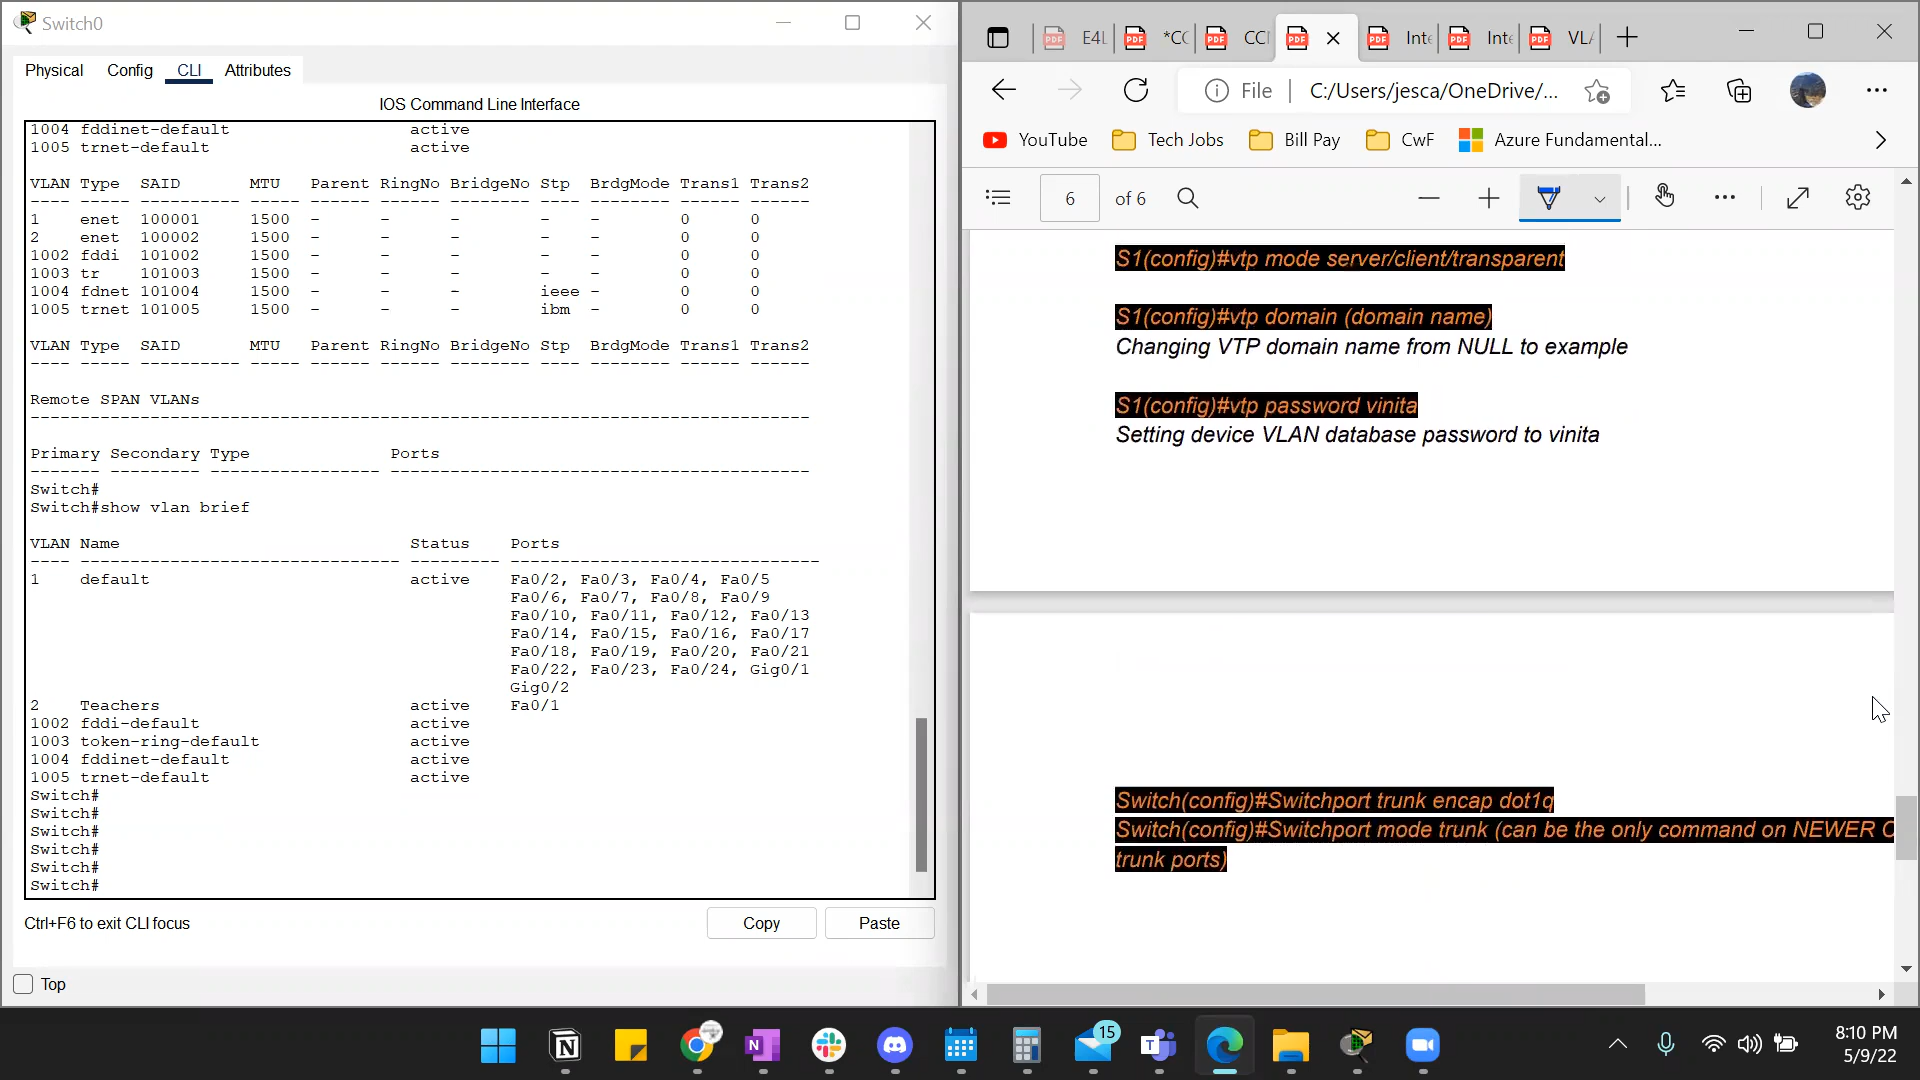 Switch0
Physical Config CLI Attributes
IOS Command Line Interface
1004 fddinet-default active
1005 trnet-default active
VLAN Type SAID MTU Parent RingNo BridgeNo Stp BrdgMode Trans1 Trans2
---- ----- ---------- ----- ------ ------ -------- ---- -------- ------ ------
1 enet 100001 1500 - - - - - 0 0
2 enet 100002 1500 - - - - - 0 0
1002 fddi 101002 1500 - - - - - 0 0
1003 tr 101003 1500 - - - - - 0 0
1004 fdnet 101004 1500 - - - ieee - 0 0
1005 trnet 101005 1500 - - - ibm - 0 0
VLAN Type SAID MTU Parent RingNo BridgeNo Stp BrdgMode Trans1 Trans2
---- ----- ---------- ----- ------ ------ -------- ---- -------- ------ ------
Remote SPAN VLANs
------------------------------------------------------------------------------
Primary Secondary Type Ports
------- --------- ----------------- ------------------------------------------
Switch#
Switch#show vlan brief
VLAN Name Status Ports
---- -------------------------------- --------- -------------------------------
1 default active Fa0/2, Fa0/3, Fa0/4, Fa0/5
Fa0/6, Fa0/7, Fa0/8, Fa0/9
Fa0/10, Fa0/11, Fa0/12, Fa0/13
Fa0/14, Fa0/15, Fa0/16, Fa0/17
Fa0/18, Fa0/19, Fa0/20, Fa0/21
Fa0/22, Fa0/23, Fa0/24, Gig0/1
Gig0/2
2 Teachers active Fa0/1
1002 fddi-default active
1003 token-ring-default active
1004 fddinet-default active
1005 trnet-default active
Switch#
Switch#
Switch#
Switch#
Switch#
Switch#
Ctrl+F6 to exit CLI focus
Copy Paste
Top
E4L *CC CC Inte Inte VLA
File C:/Users/jesca/OneDrive/...
YouTube Tech Jobs Bill Pay CwF Azure Fundamental...
6 of 6
S1(config)#vtp mode server/client/transparent
S1(config)#vtp domain (domain name)
Changing VTP domain name from NULL to example
S1(config)#vtp password vinita
Setting device VLAN database password to vinita
Switch(config)#Switchport trunk encap dot1q
Switch(config)#Switchport mode trunk (can be the only command on NEWER
trunk ports)
15
8:10 PM
5/9/22